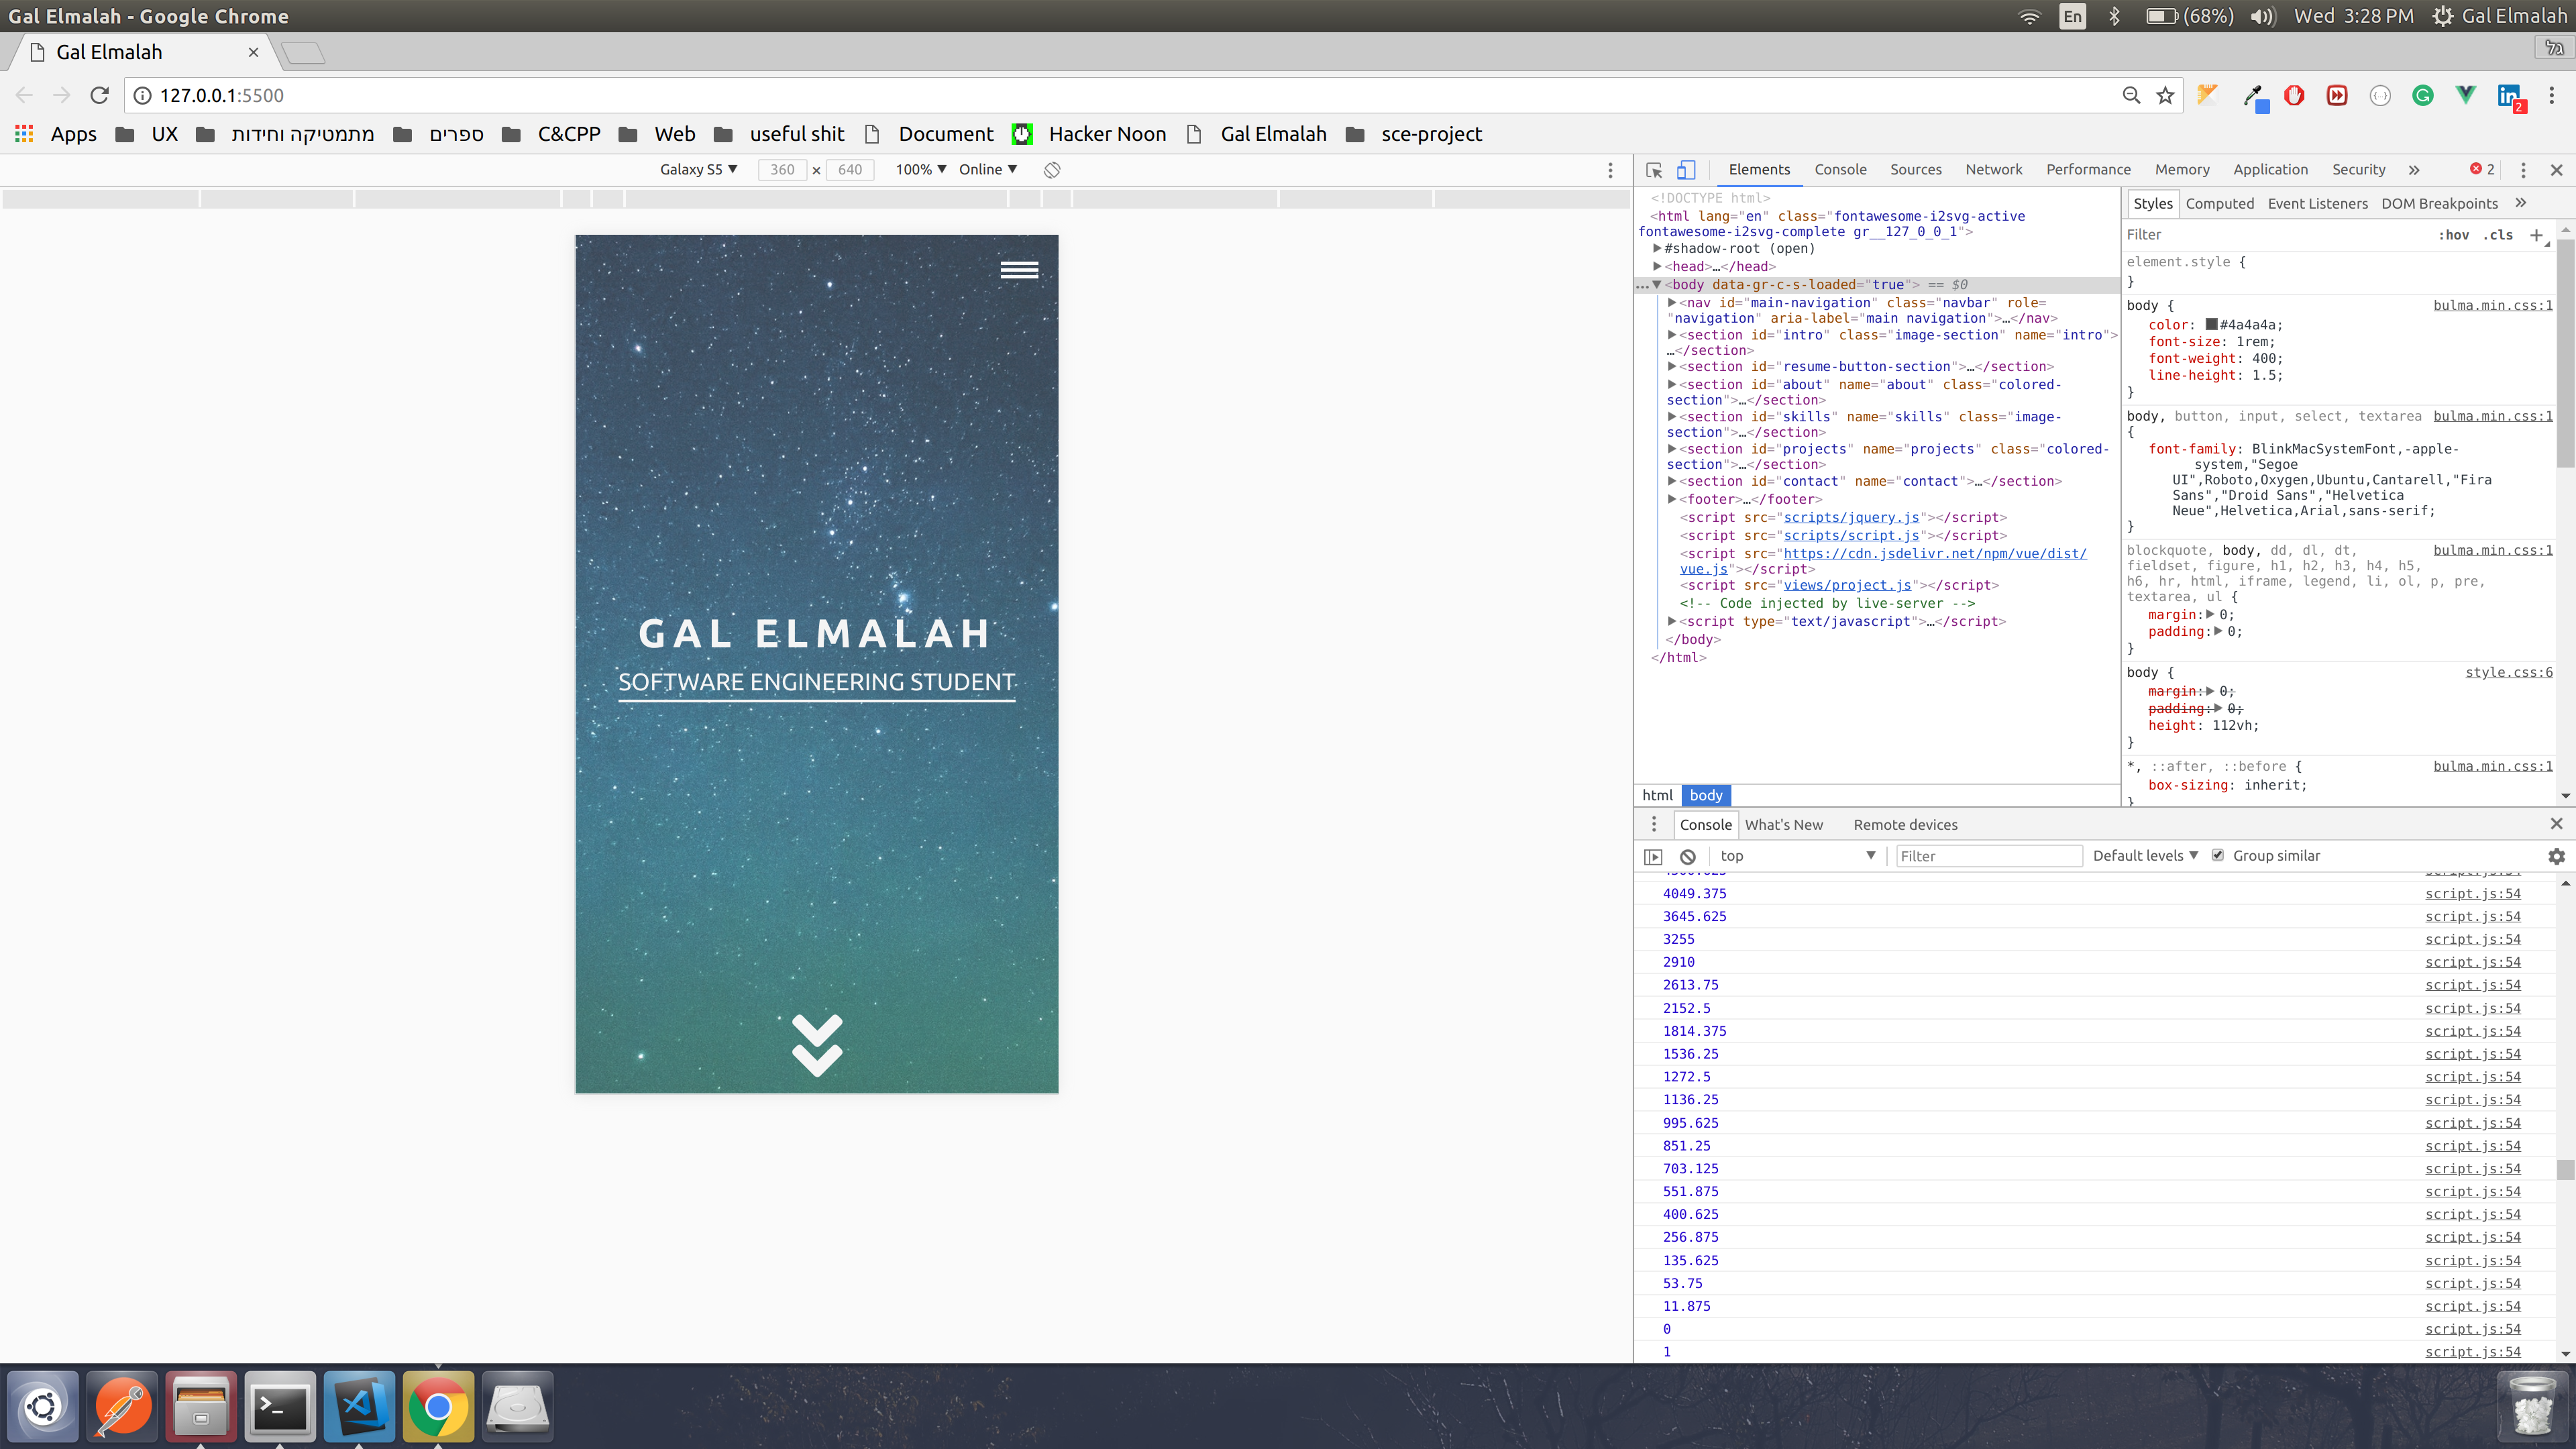 Gal Elmalah - Google Chrome
En (68%) Wed 3:28 PM Gal Elmalah
Gal Elmalah
גל
127.0.0.1:5500
2
Apps UX מתמטיקה וחידות ספרים C&CPP Web useful shit Document Hacker Noon Gal Elmalah sce-project
Galaxy S5 360 × 640 100% Online
Elements Console Sources Network Performance Memory Application Security » 2
GAL ELMALAH
SOFTWARE ENGINEERING STUDENT
<!DOCTYPE html>
<html lang="en" class="fontawesome-i2svg-active
fontawesome-i2svg-complete gr__127_0_0_1">
#shadow-root (open)
<head>…</head>
<body data-gr-c-s-loaded="true"> == $0
<nav id="main-navigation" class="navbar" role=
"navigation" aria-label="main navigation">…</nav>
<section id="intro" class="image-section" name="intro">
…</section>
<section id="resume-button-section">…</section>
<section id="about" name="about" class="colored-
section">…</section>
<section id="skills" name="skills" class="image-
section">…</section>
<section id="projects" name="projects" class="colored-
section">…</section>
<section id="contact" name="contact">…</section>
<footer>…</footer>
<script src="scripts/jquery.js"></script>
<script src="scripts/script.js"></script>
<script src="https://cdn.jsdelivr.net/npm/vue/dist/
vue.js"></script>
<script src="views/project.js"></script>
<!-- Code injected by live-server -->
<script type="text/javascript">…</script>
</body>
</html>
html body
Styles Computed Event Listeners DOM Breakpoints »
Filter :hov .cls +
element.style {
}
body { bulma.min.css:1
color: #4a4a4a;
font-size: 1rem;
font-weight: 400;
line-height: 1.5;
}
body, button, input, select, textarea bulma.min.css:1
{
font-family: BlinkMacSystemFont,-apple-
system,"Segoe
UI",Roboto,Oxygen,Ubuntu,Cantarell,"Fira
Sans","Droid Sans","Helvetica
Neue",Helvetica,Arial,sans-serif;
}
blockquote, body, dd, dl, dt, bulma.min.css:1
fieldset, figure, h1, h2, h3, h4, h5,
h6, hr, html, iframe, legend, li, ol, p, pre,
textarea, ul {
margin: 0;
padding: 0;
}
body { style.css:6
margin: 0;
padding: 0;
height: 112vh;
}
*, ::after, ::before { bulma.min.css:1
box-sizing: inherit;
}
Console What's New Remote devices
top Filter Default levels Group similar
4049.375 script.js:54
3645.625 script.js:54
3255 script.js:54
2910 script.js:54
2613.75 script.js:54
2152.5 script.js:54
1814.375 script.js:54
1536.25 script.js:54
1272.5 script.js:54
1136.25 script.js:54
995.625 script.js:54
851.25 script.js:54
703.125 script.js:54
551.875 script.js:54
400.625 script.js:54
256.875 script.js:54
135.625 script.js:54
53.75 script.js:54
11.875 script.js:54
0 script.js:54
1 script.js:54